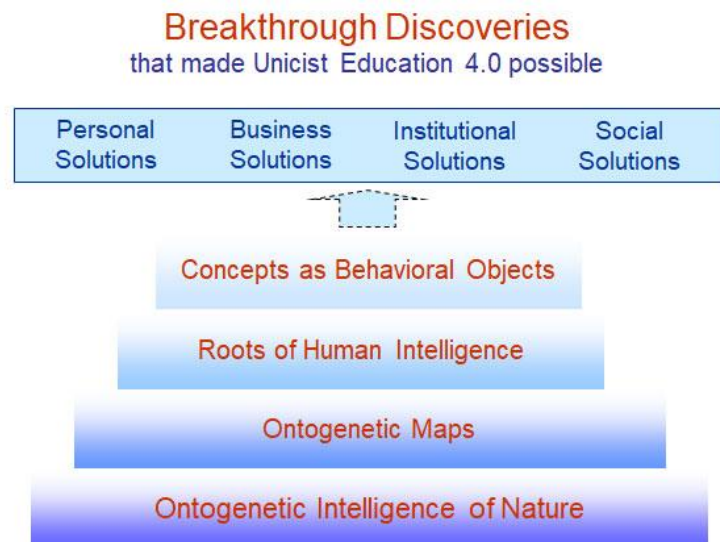 Breakthrough Discoveries
that made Unicist Education 4.0 possible
Personal Solutions
Business Solutions
Institutional Solutions
Social Solutions
Concepts as Behavioral Objects
Roots of Human Intelligence
Ontogenetic Maps
Ontogenetic Intelligence of Nature